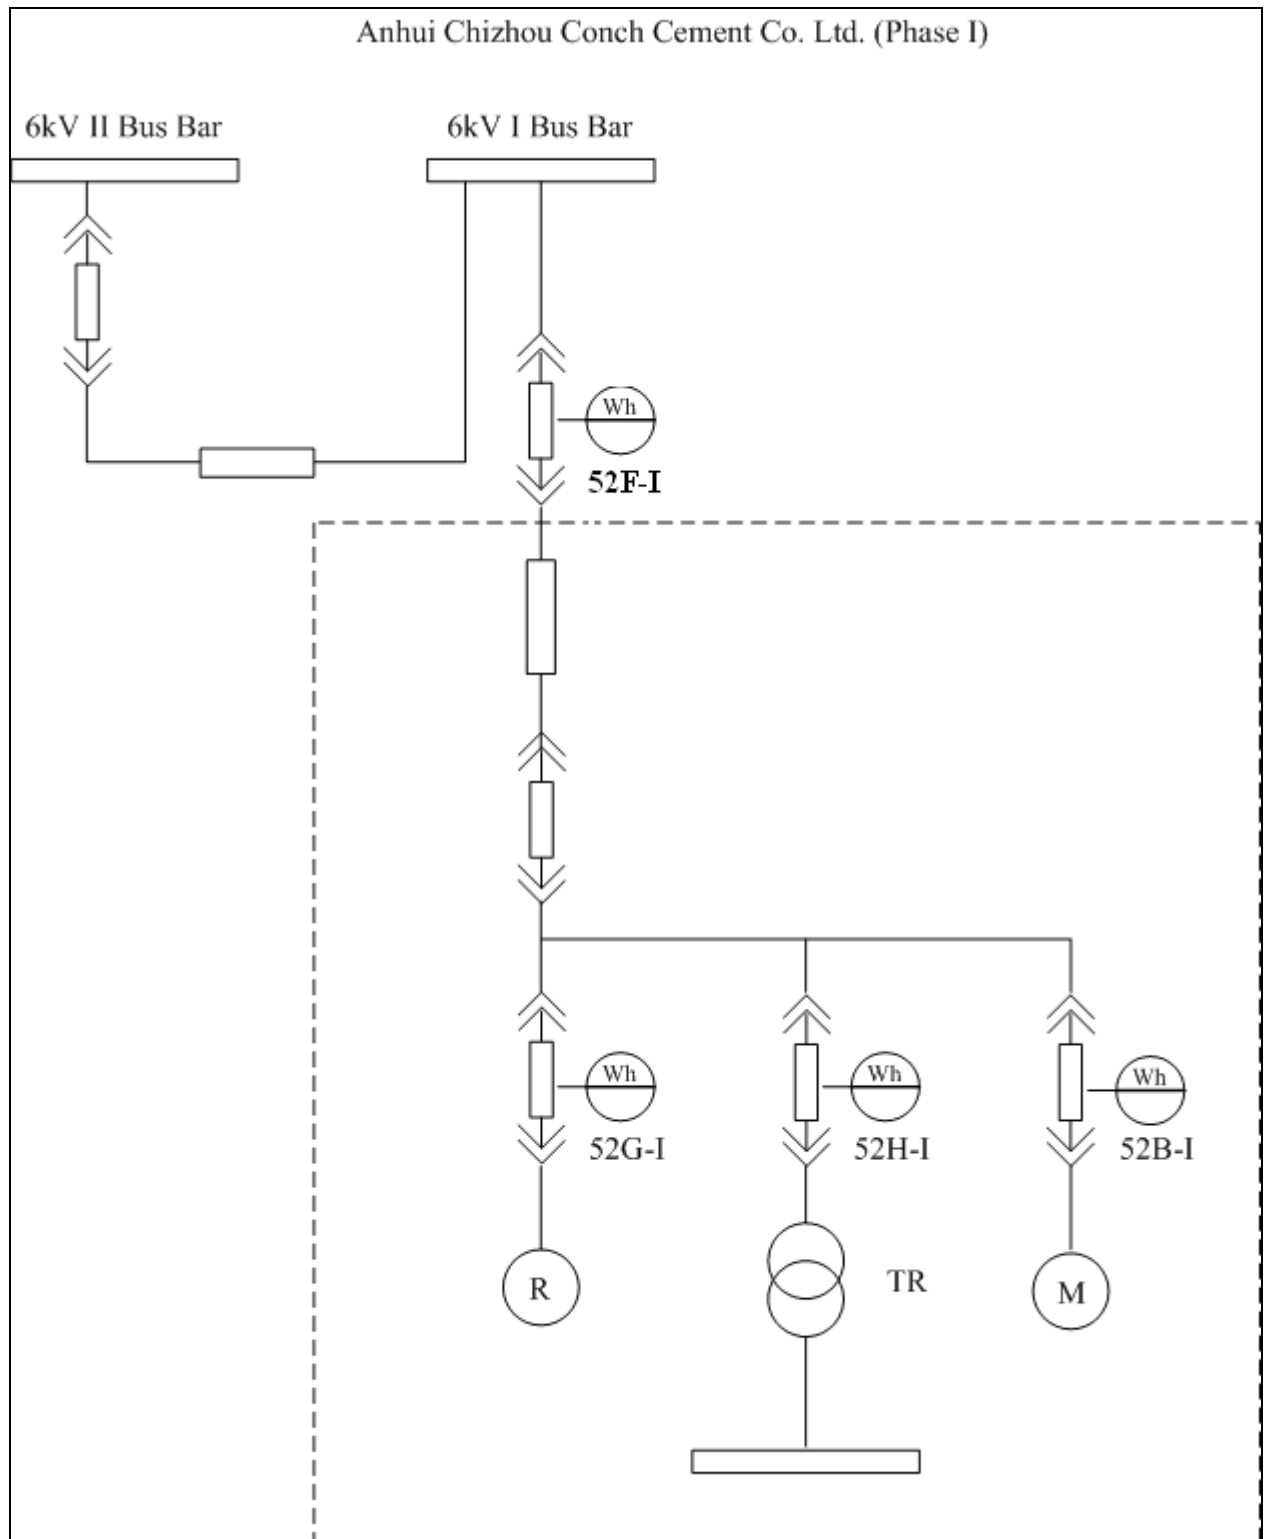 Anhui Chizhou Conch Cement Co. Ltd. (Phase I)
6kV II Bus Bar
6kV I Bus Bar
Wh
52F-I
Wh
Wh
Wh
52G-I
52H-I
52B-I
R
TR
M